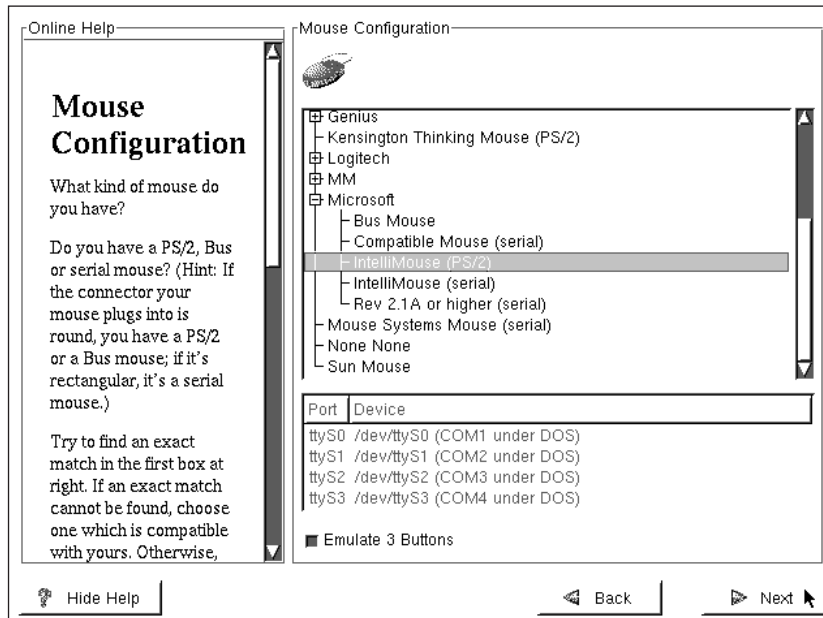 Online Help
Mouse
Configuration
What kind of mouse do
you have?
Do you have a PS/2, Bus
or serial mouse? (Hint: If
the connector your
mouse plugs into is
round, you have a PS/2
or a Bus mouse; if it's
rectangular, it's a serial
mouse.)
Try to find an exact
match in the first box at
right. If an exact match
cannot be found, choose
one which is compatible
with yours. Otherwise,
Mouse Configuration
Genius
Kensington Thinking Mouse (PS/2)
Logitech
MM
Microsoft
Bus Mouse
Compatible Mouse (serial)
IntelliMouse (PS/2)
IntelliMouse (serial)
Rev 2.1A or higher (serial)
Mouse Systems Mouse (serial)
None None
Sun Mouse
Port Device
ttyS0 /dev/ttyS0 (COM1 under DOS)
ttyS1 /dev/ttyS1 (COM2 under DOS)
ttyS2 /dev/ttyS2 (COM3 under DOS)
ttyS3 /dev/ttyS3 (COM4 under DOS)
Emulate 3 Buttons
Hide Help
Back
Next